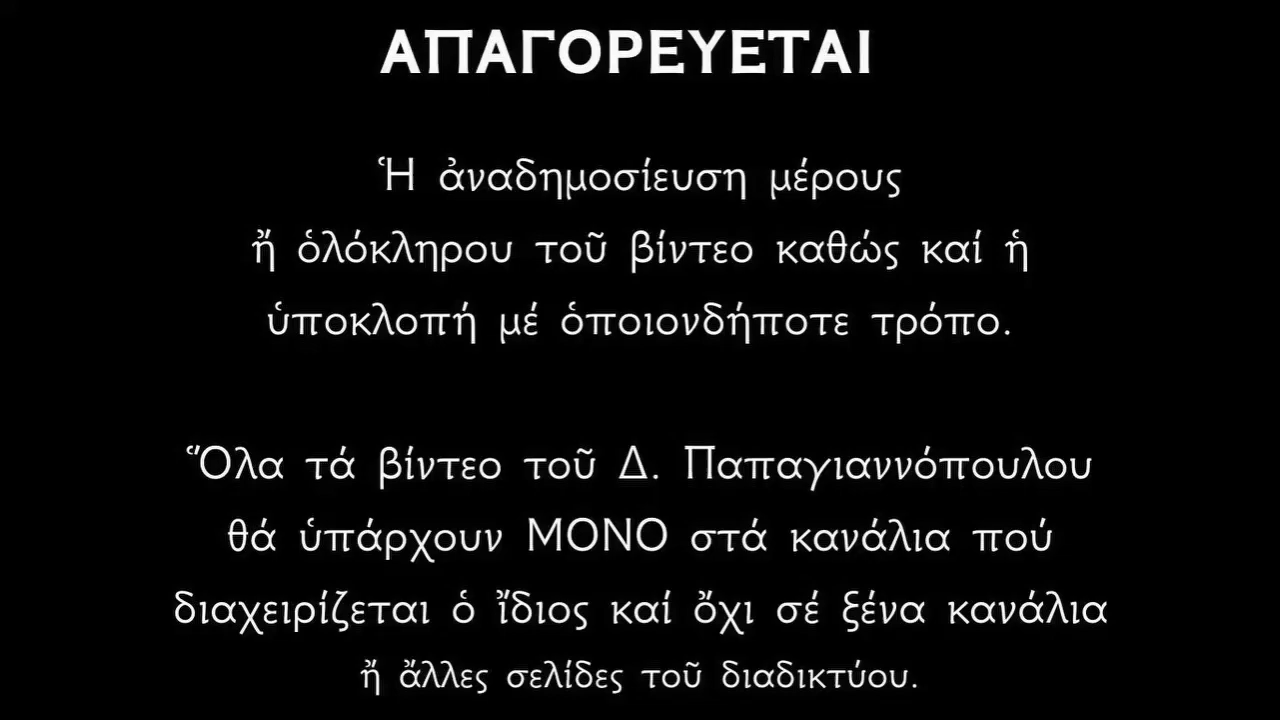 ΑΠΑΓΟΡΕΥΕΤΑΙ
Ἡ ἀναδημοσίευση μέρους
ἤ ὁλόκληρου τοῦ βίντεο καθώς καί ἡ
ὑποκλοπή μέ ὁποιονδήποτε τρόπο.
Ὅλα τά βίντεο τοῦ Δ. Παπαγιαννόπουλου
θά ὑπάρχουν ΜΟΝΟ στά κανάλια πού
διαχειρίζεται ὁ ἴδιος καί ὄχι σέ ξένα κανάλια
ἤ ἄλλες σελίδες τοῦ διαδικτύου.